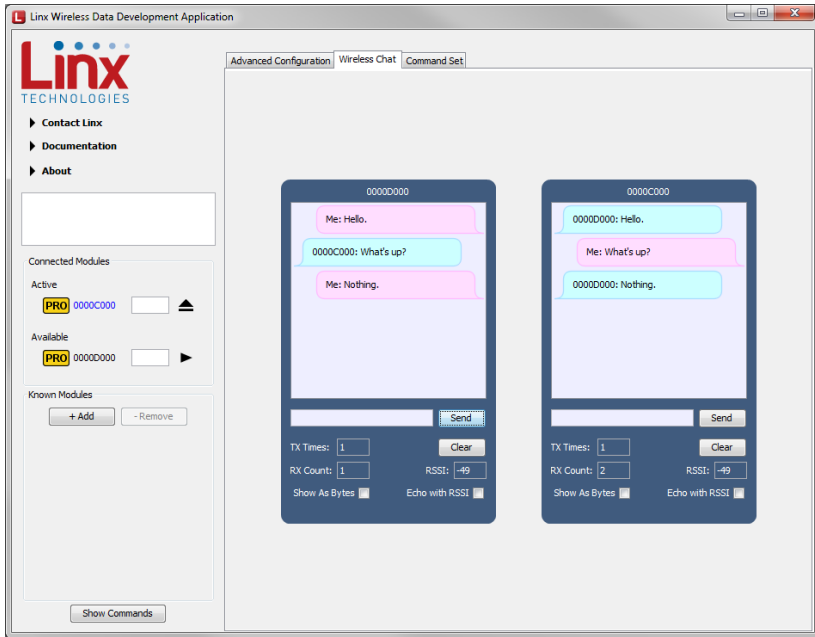 Linx Wireless Data Development Application
Linx
TECHNOLOGIES
Contact Linx
Documentation
About
Connected Modules
Active
PRO 0000C000
Available
PRO 0000D000
Known Modules
+ Add - Remove
Show Commands
Advanced Configuration Wireless Chat Command Set
0000D000
Me: Hello.
0000C000: What's up?
Me: Nothing.
Send
TX Times: 1 Clear
RX Count: 1 RSSI: -49
Show As Bytes Echo with RSSI
0000C000
0000D000: Hello.
Me: What's up?
0000D000: Nothing.
Send
TX Times: 1 Clear
RX Count: 2 RSSI: -49
Show As Bytes Echo with RSSI